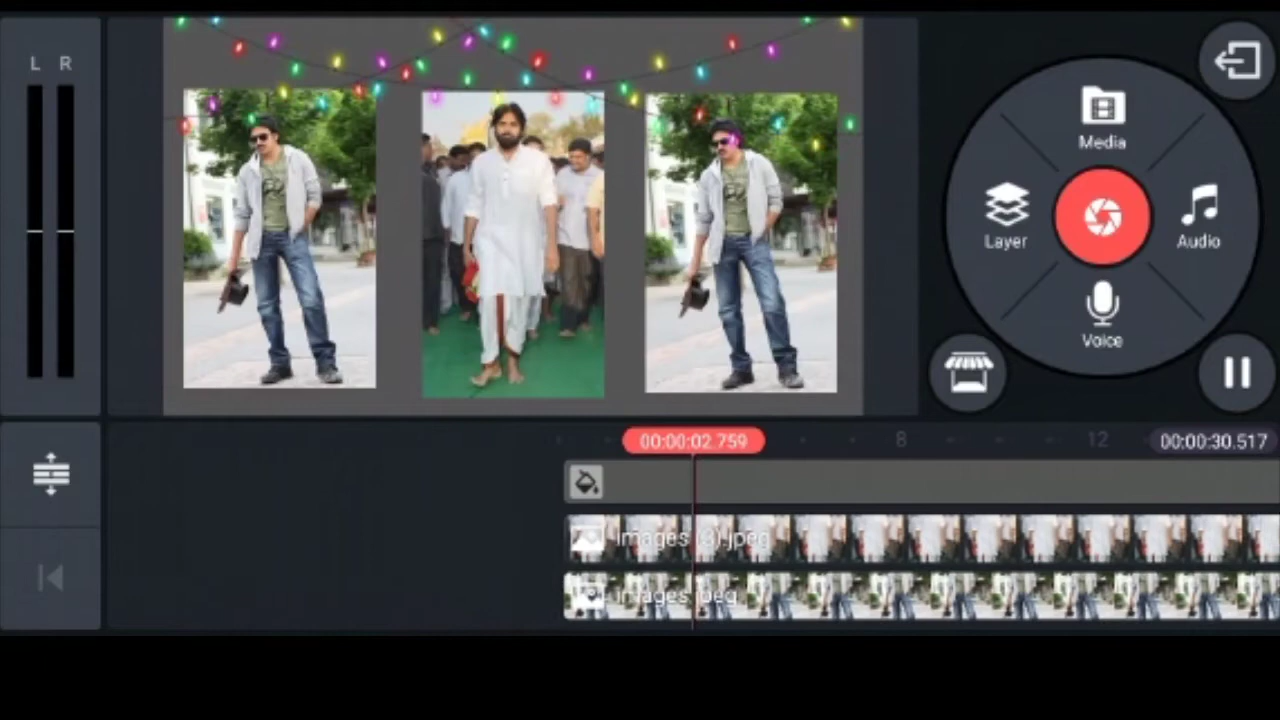 L R
Media
Layer
Audio
Voice
00:00:02.759
8
12
00:00:30.517
images (3).jpeg
images.jpeg